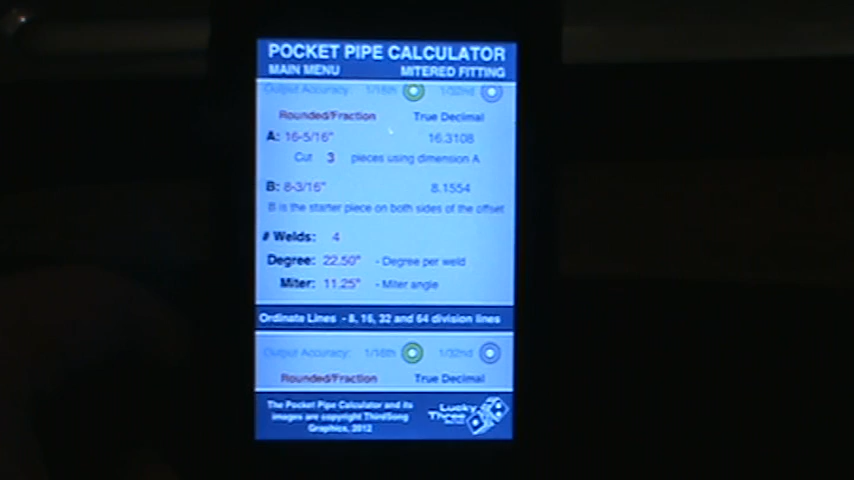 POCKET PIPE CALCULATOR
MAIN MENU MITERED FITTING
Output Accuracy: 1/16th 1/32nd
Rounded/Fraction True Decimal
A: 16-5/16" 16.3108
Cut 3 pieces using dimension A
B: 8-3/16" 8.1554
B is the starter piece on both sides of the offset
# Welds: 4
Degree: 22.50° - Degree per weld
Miter: 11.25° - Miter angle
Ordinate Lines - 8, 16, 32 and 64 division lines
Output Accuracy: 1/16th 1/32nd
Rounded/Fraction True Decimal
The Pocket Pipe Calculator and its
images are copyright ThirdSong
Graphics, 2012
Lucky
Three